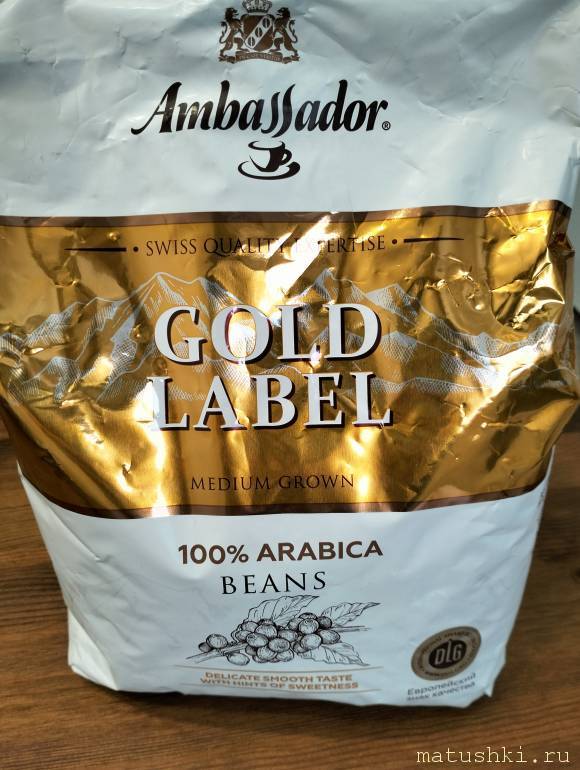 Ambassador®
SWISS QUALITY EXPERTISE
GOLD
LABEL
MEDIUM GROWN
100% ARABICA
BEANS
DELICATE SMOOTH TASTE
WITH HINTS OF SWEETNESS
DLG
Европейский
знак качества
matushki.ru